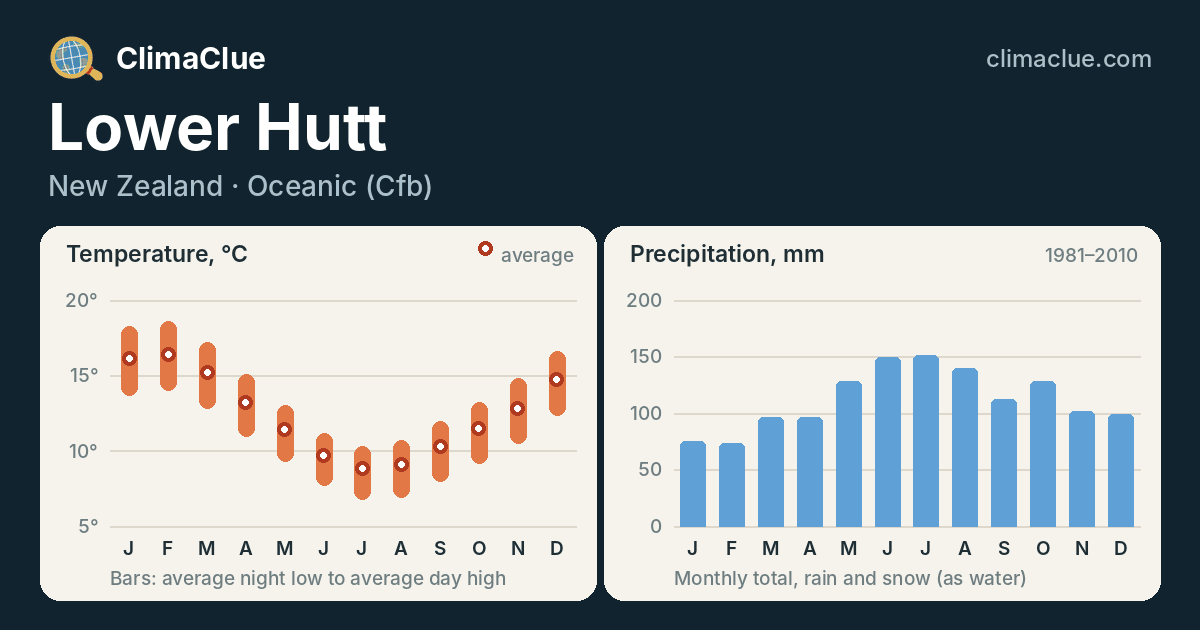 ClimaClue
climaclue.com
Lower Hutt
New Zealand · Oceanic (Cfb)
Temperature, °C
average
20°
15°
10°
5°
J F M A M J J A S O N D
Bars: average night low to average day high
Precipitation, mm
1981–2010
200
150
100
50
0
J F M A M J J A S O N D
Monthly total, rain and snow (as water)